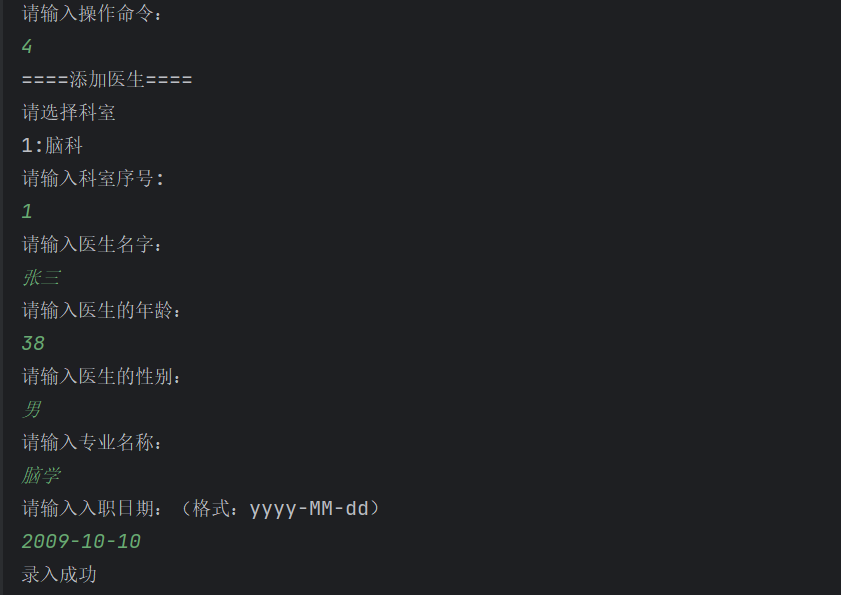 请输入操作命令：
4
====添加医生====
请选择科室
1:脑科
请输入科室序号:
1
请输入医生名字：
张三
请输入医生的年龄：
38
请输入医生的性别：
男
请输入专业名称：
脑学
请输入入职日期：（格式：yyyy-MM-dd）
2009-10-10
录入成功